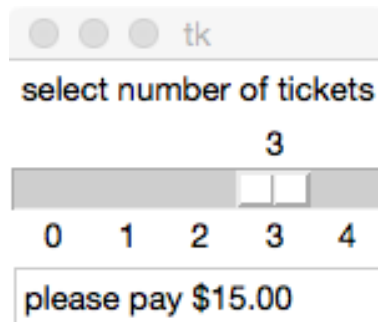 tk
select number of tickets
3
0 1 2 3 4
please pay $15.00